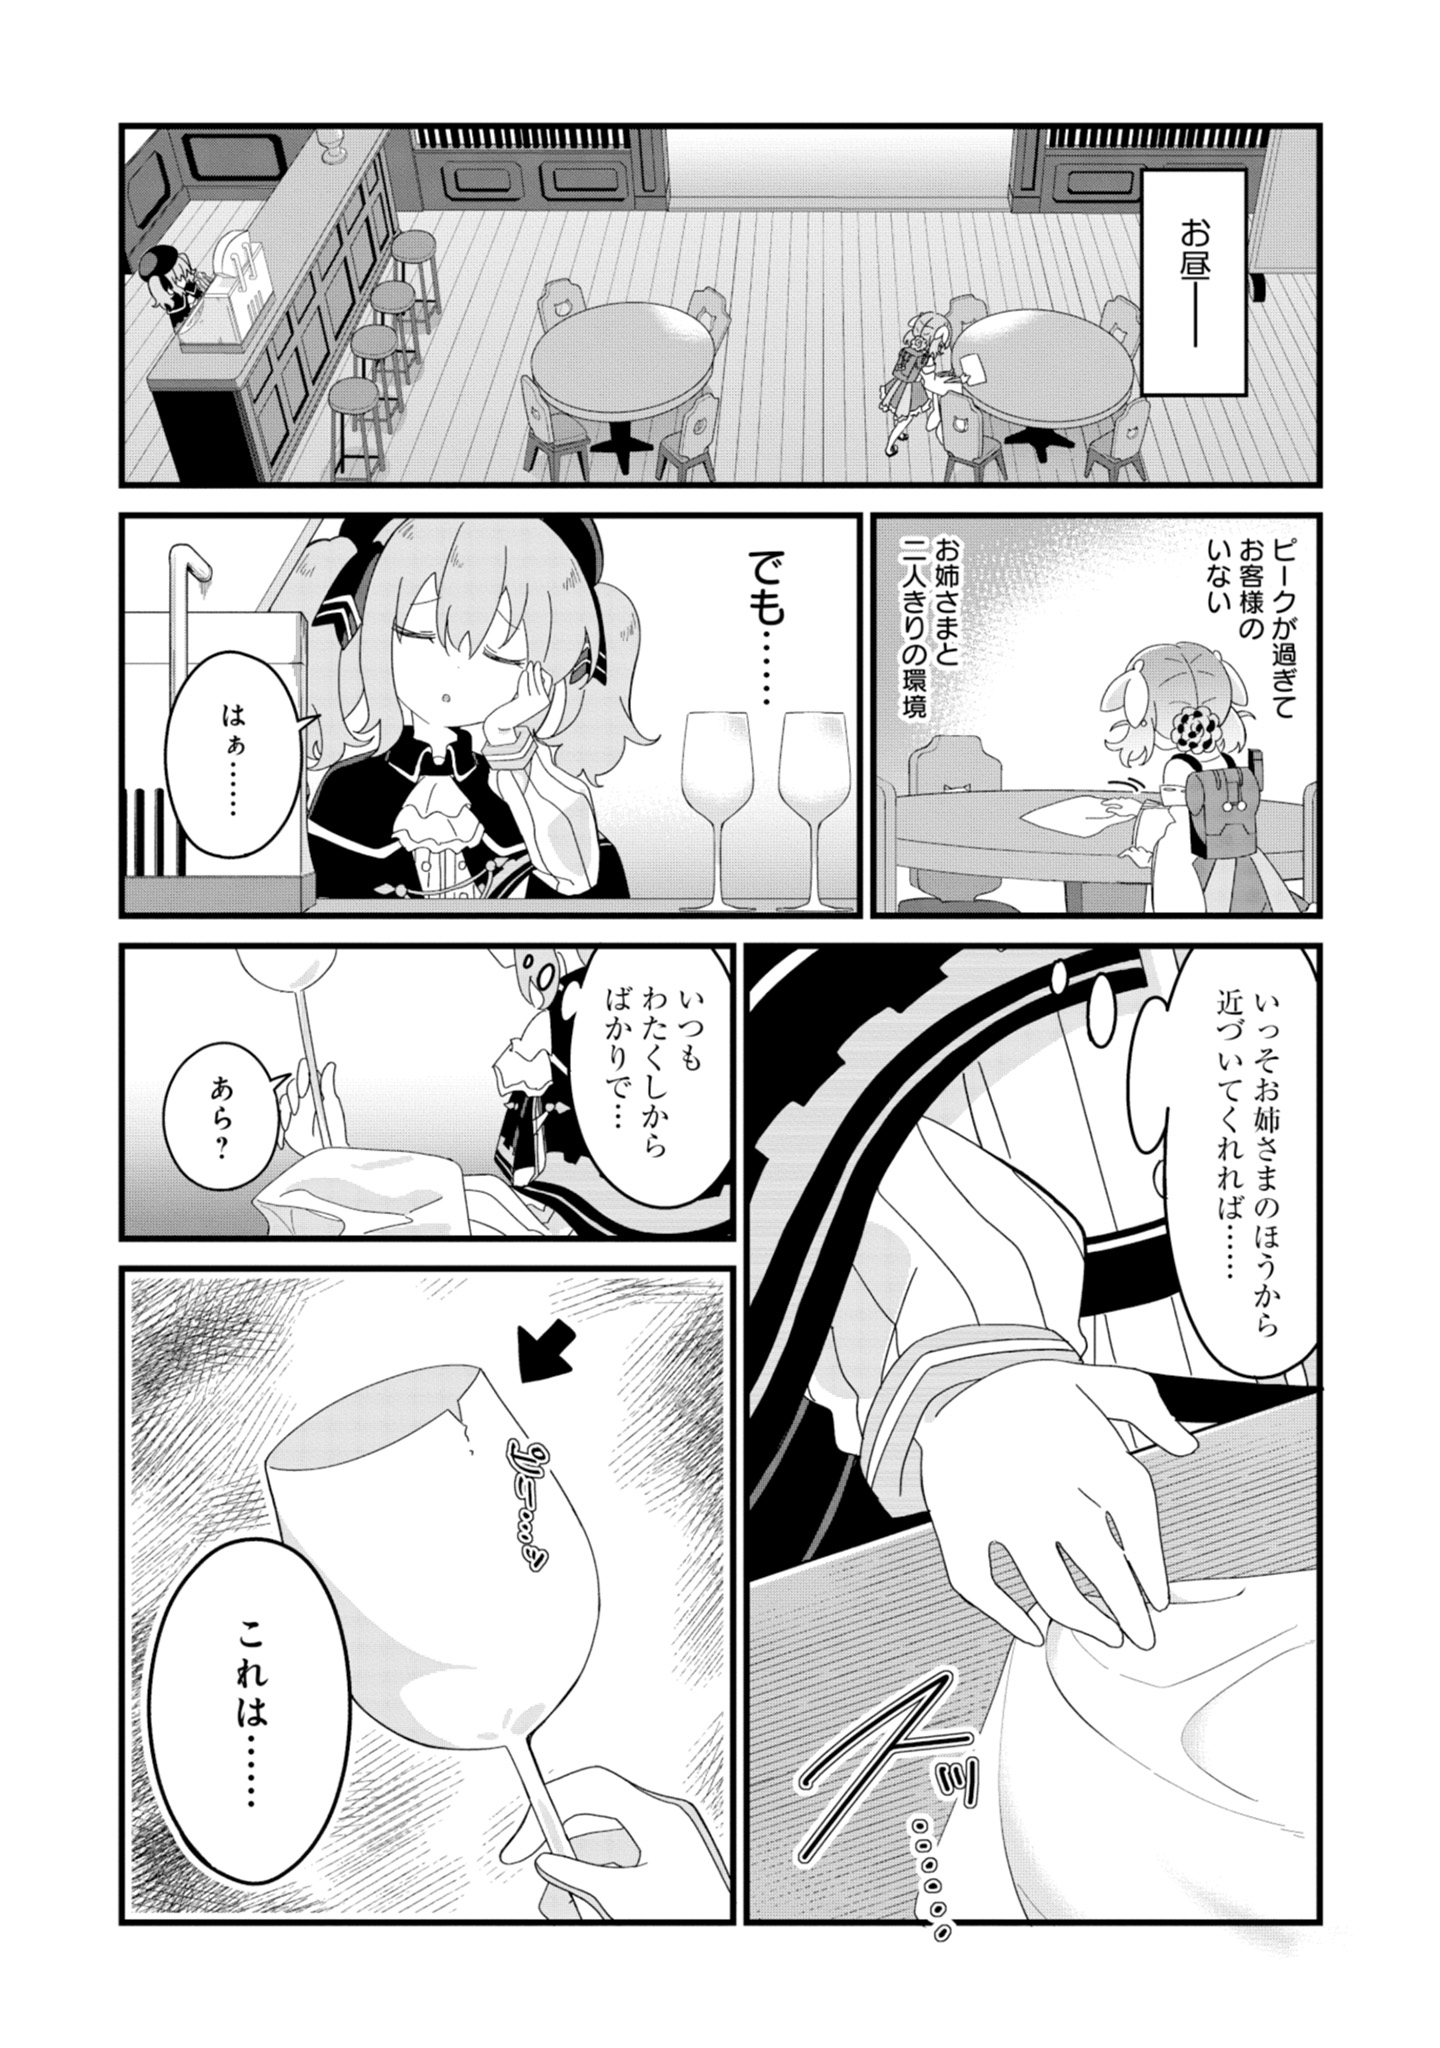 お昼――
ピークが過ぎて
お客様の
いない
お姉さまと
二人きりの環境
でも……
はぁ……
いっそお姉さまのほうから
近づいてくれれば……
スッ……
いつも
わたくしから
ばかりで…
あら？
ツー…ッ
これは……